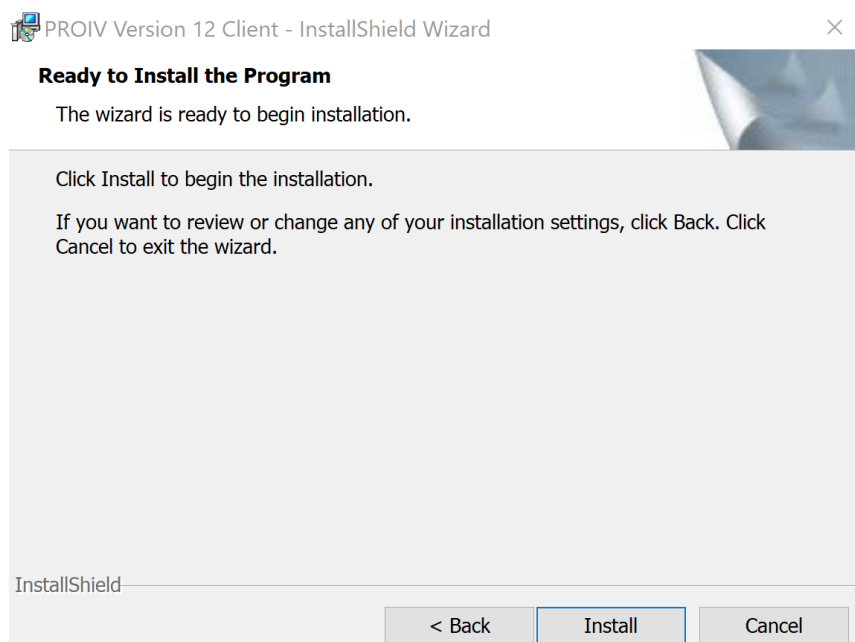 PROIV Version 12 Client - InstallShield Wizard
Ready to Install the Program
The wizard is ready to begin installation.
Click Install to begin the installation.
If you want to review or change any of your installation settings, click Back. Click
Cancel to exit the wizard.
InstallShield
< Back
Install
Cancel